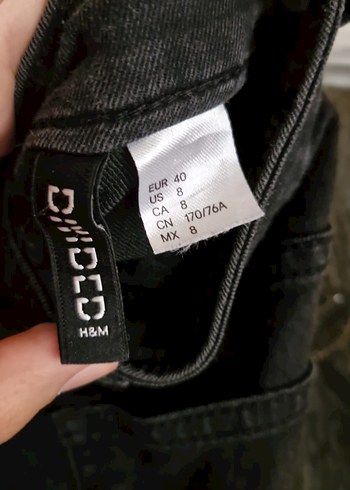 DIVIDED
H&M
EUR 40
US 8
CA 8
CN 170/76A
MX 8